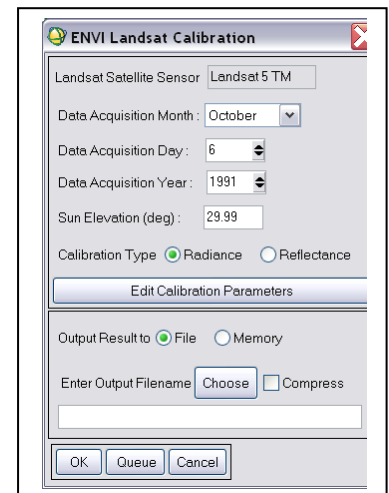 ENVI Landsat Calibration
Landsat Satellite Sensor Landsat 5 TM
Data Acquisition Month : October
Data Acquisition Day : 6
Data Acquisition Year : 1991
Sun Elevation (deg) : 29.99
Calibration Type Radiance Reflectance
Edit Calibration Parameters
Output Result to File Memory
Enter Output Filename Choose Compress
OK Queue Cancel